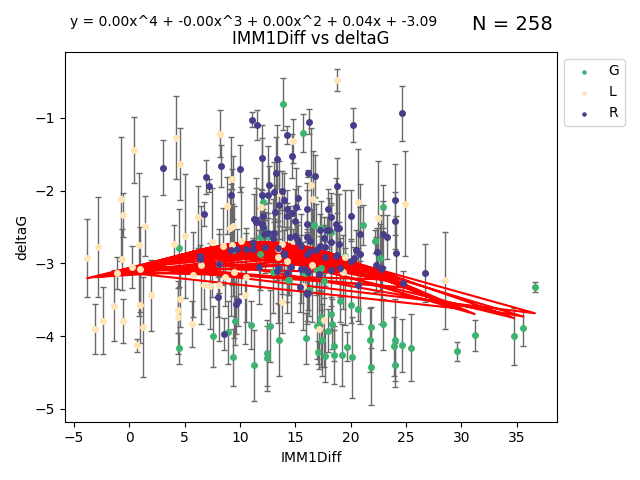 y = 0.00x^4 + -0.00x^3 + 0.00x^2 + 0.04x + -3.09
N = 258
IMM1Diff vs deltaG
G
L
R
deltaG
−1
−2
−3
−4
−5
−5
0
5
10
15
20
25
30
35
IMM1Diff